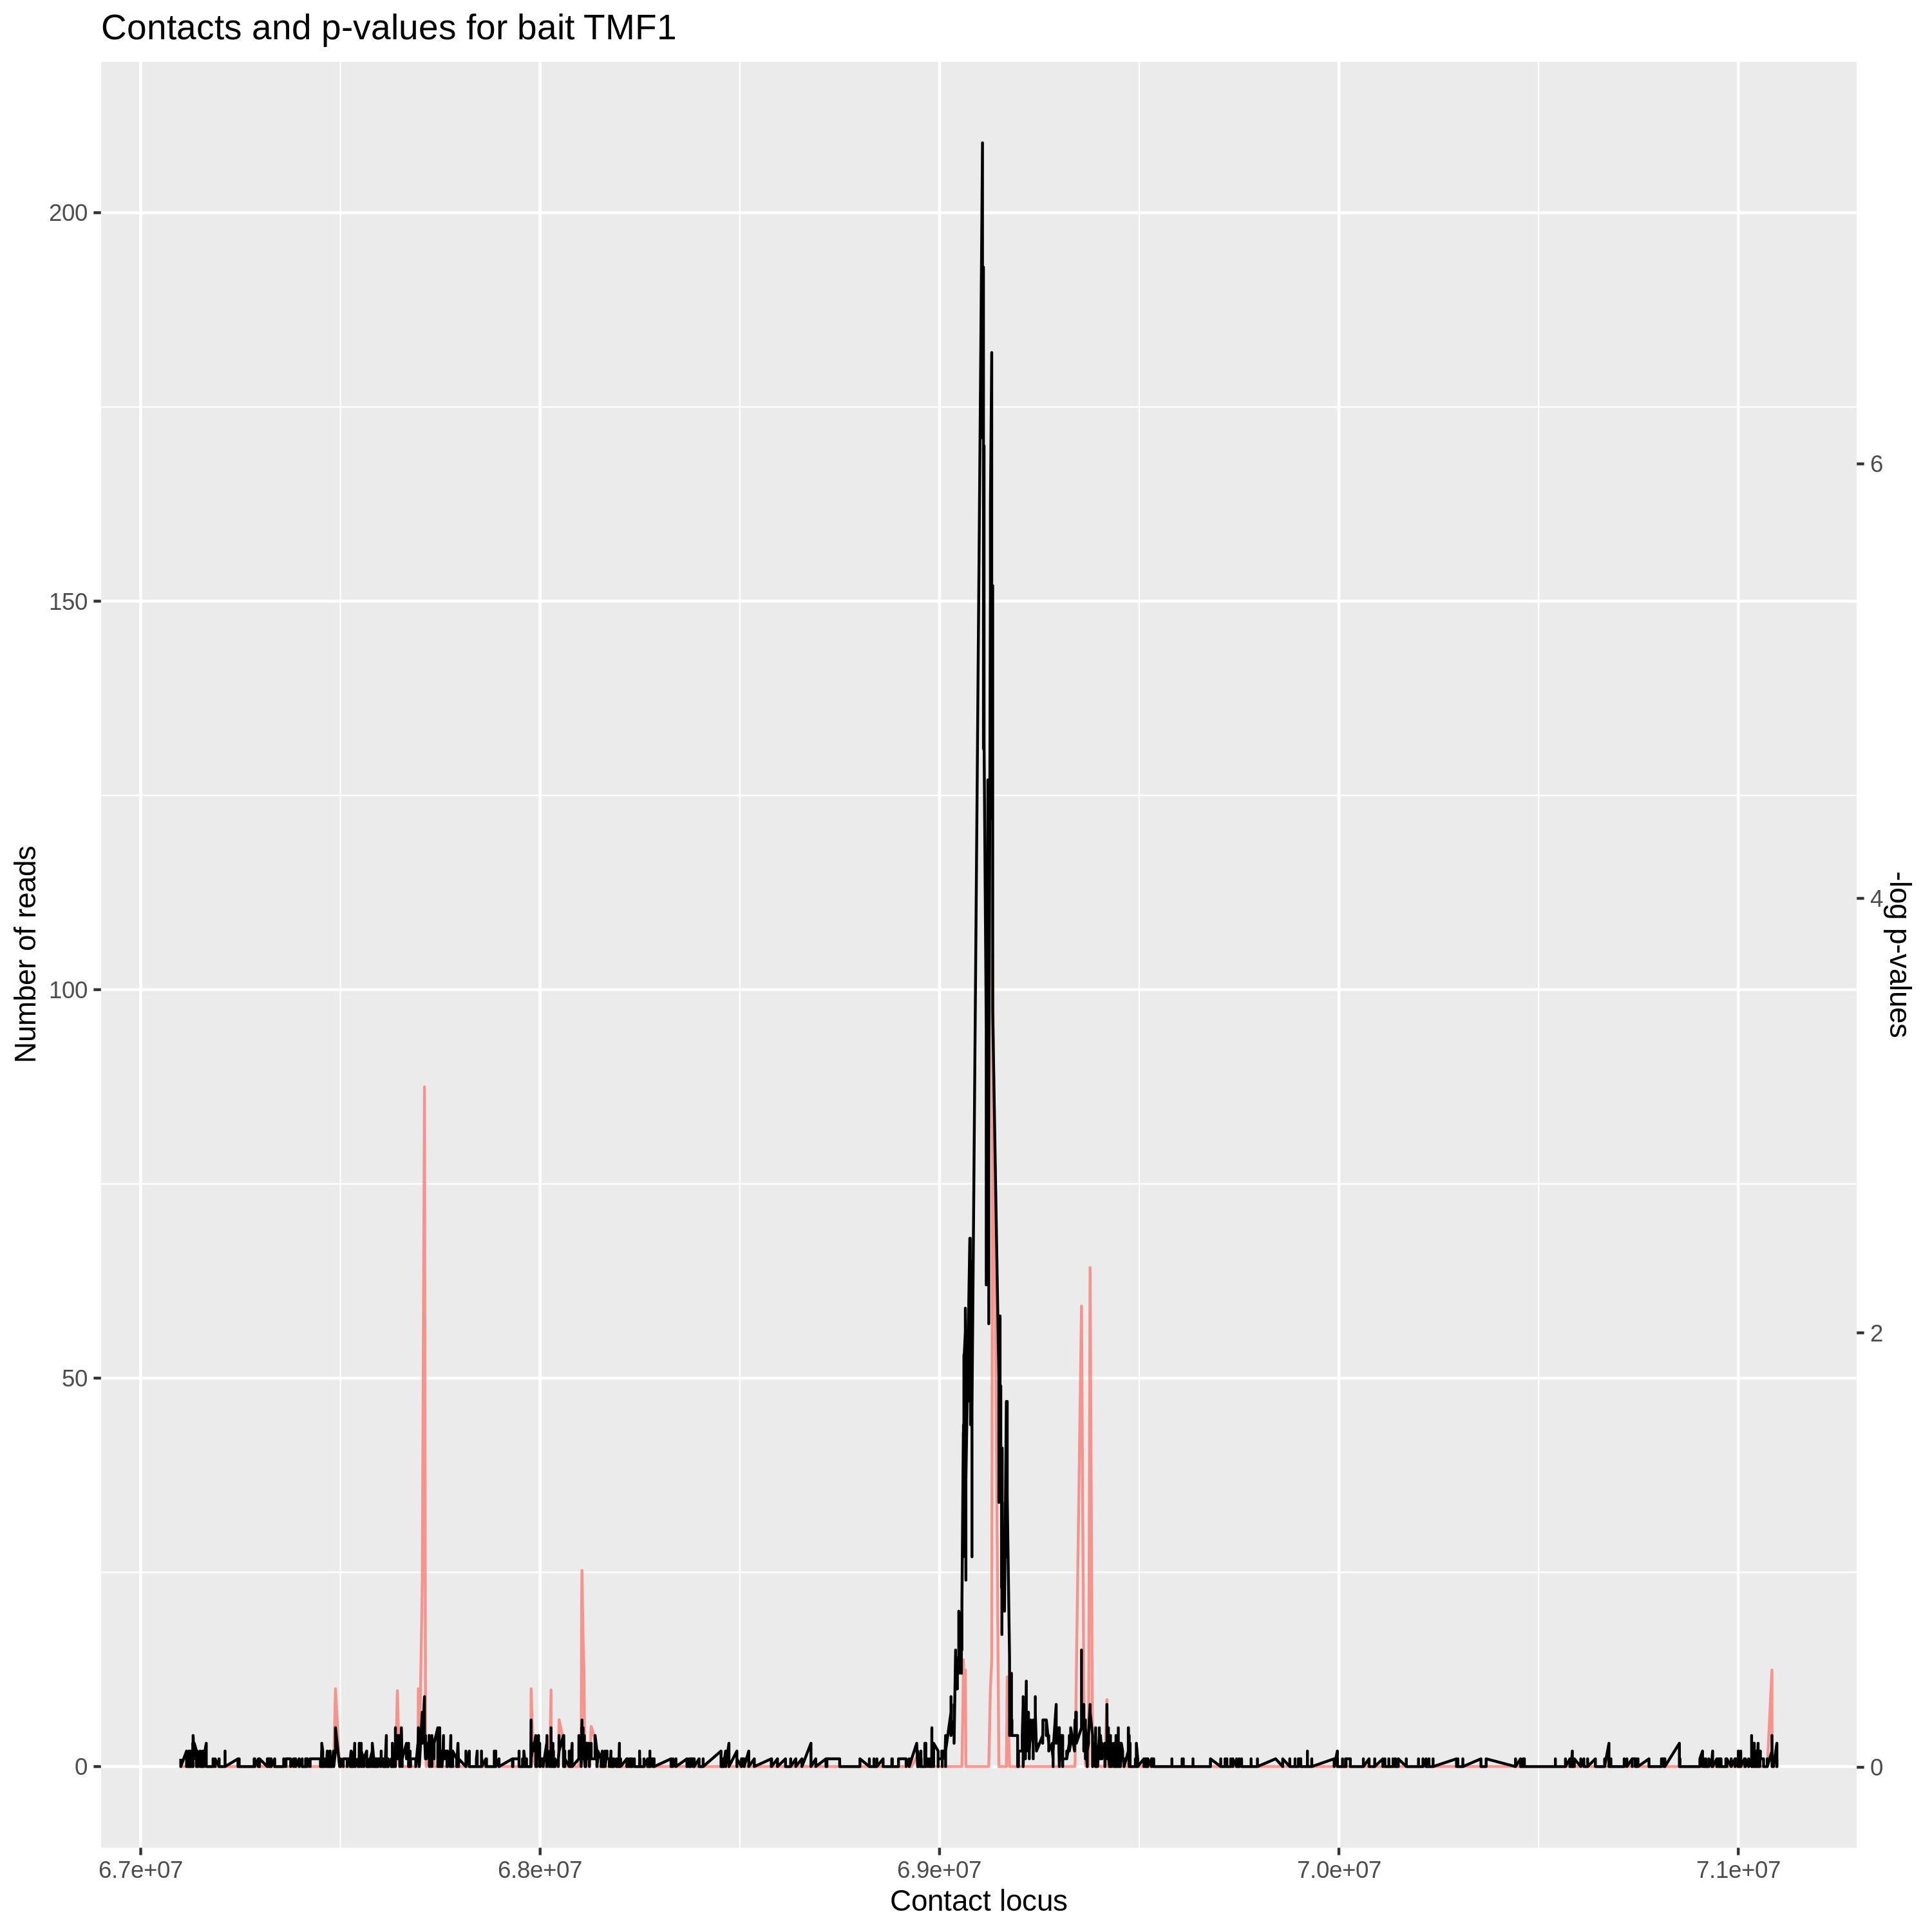 Contacts and p-values for bait TMF1
200
150
100
50
0
Number of reads
6
4
2
0
-log p-values
6.7e+07 6.8e+07 6.9e+07 7.0e+07 7.1e+07
Contact locus